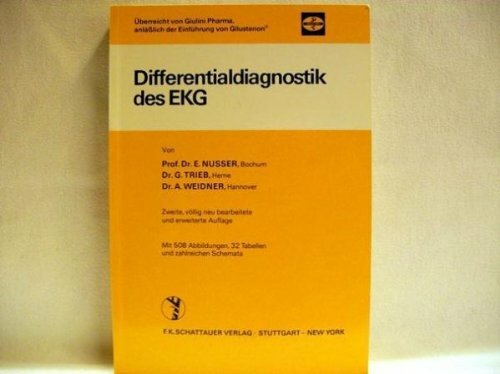 Überreicht von Giulini Pharma,
anläßlich der Einführung von Gilustenon®
Differentialdiagnostik
des EKG
Von
Prof. Dr. E. NUSSER, Bochum
Dr. G. TRIEB, Herne
Dr. A. WEIDNER, Hannover
Zweite, völlig neu bearbeitete
und erweiterte Auflage
Mit 508 Abbildungen, 32 Tabellen
und zahlreichen Schemata
F. K. SCHATTAUER VERLAG · STUTTGART – NEW YORK